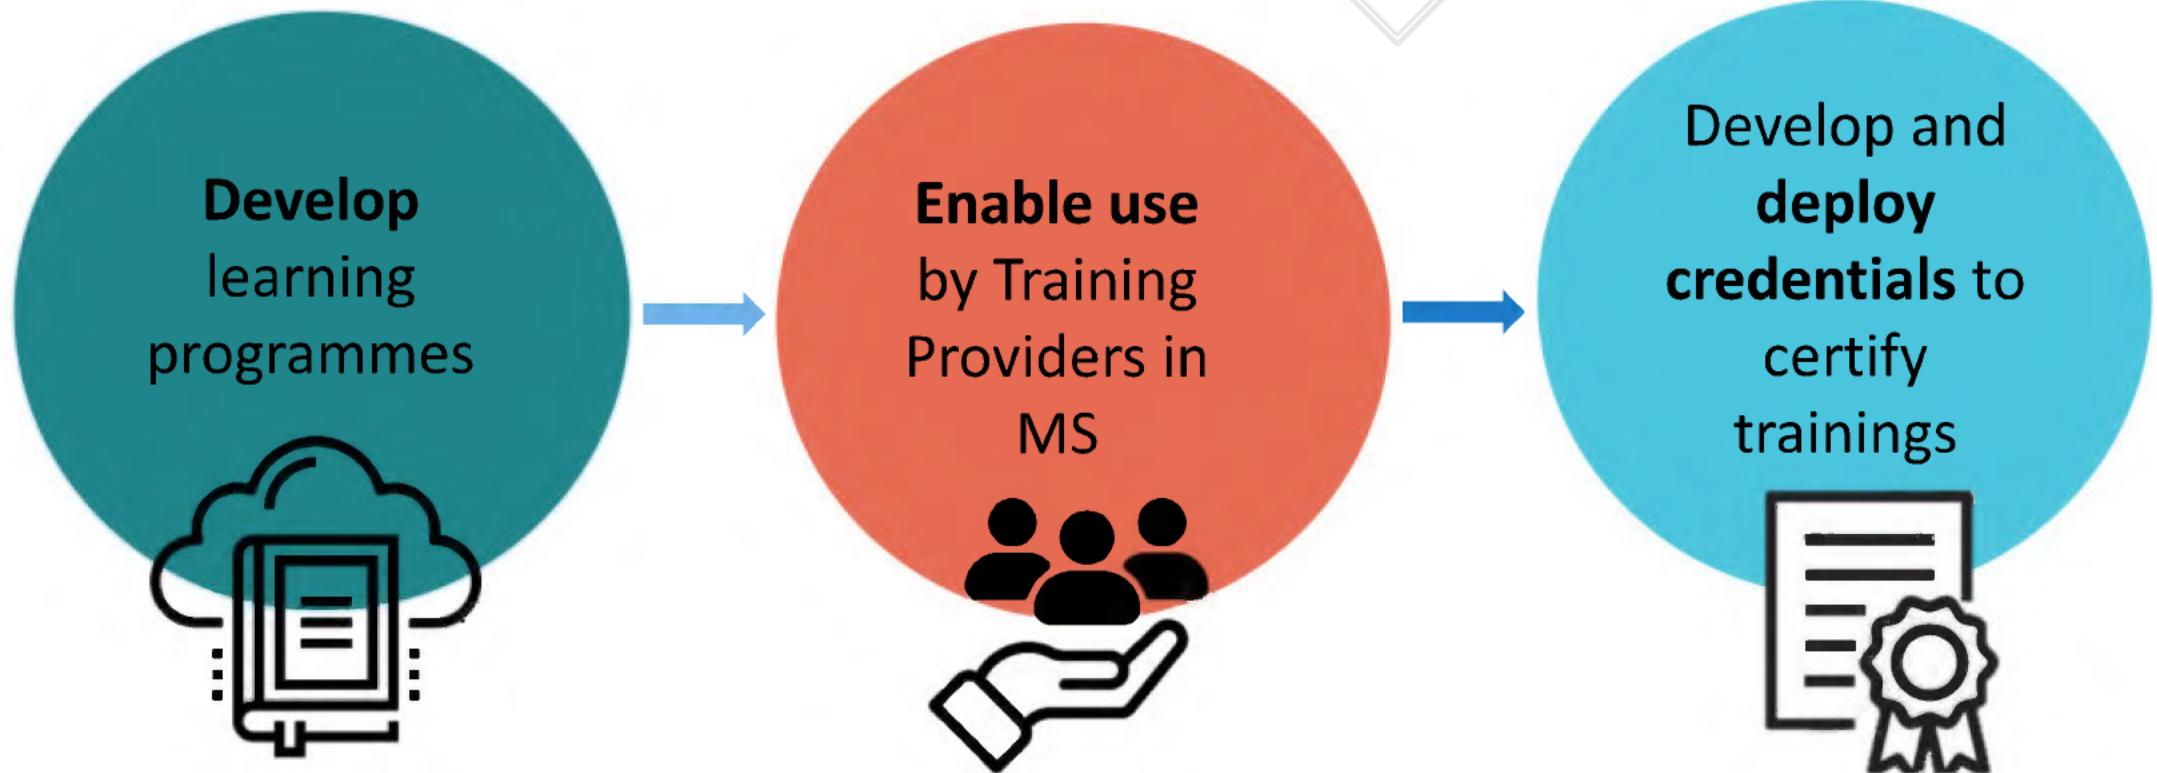 Develop
learning
programmes
Enable use
by Training
Providers in
MS
Develop and
deploy
credentials to
certify
trainings